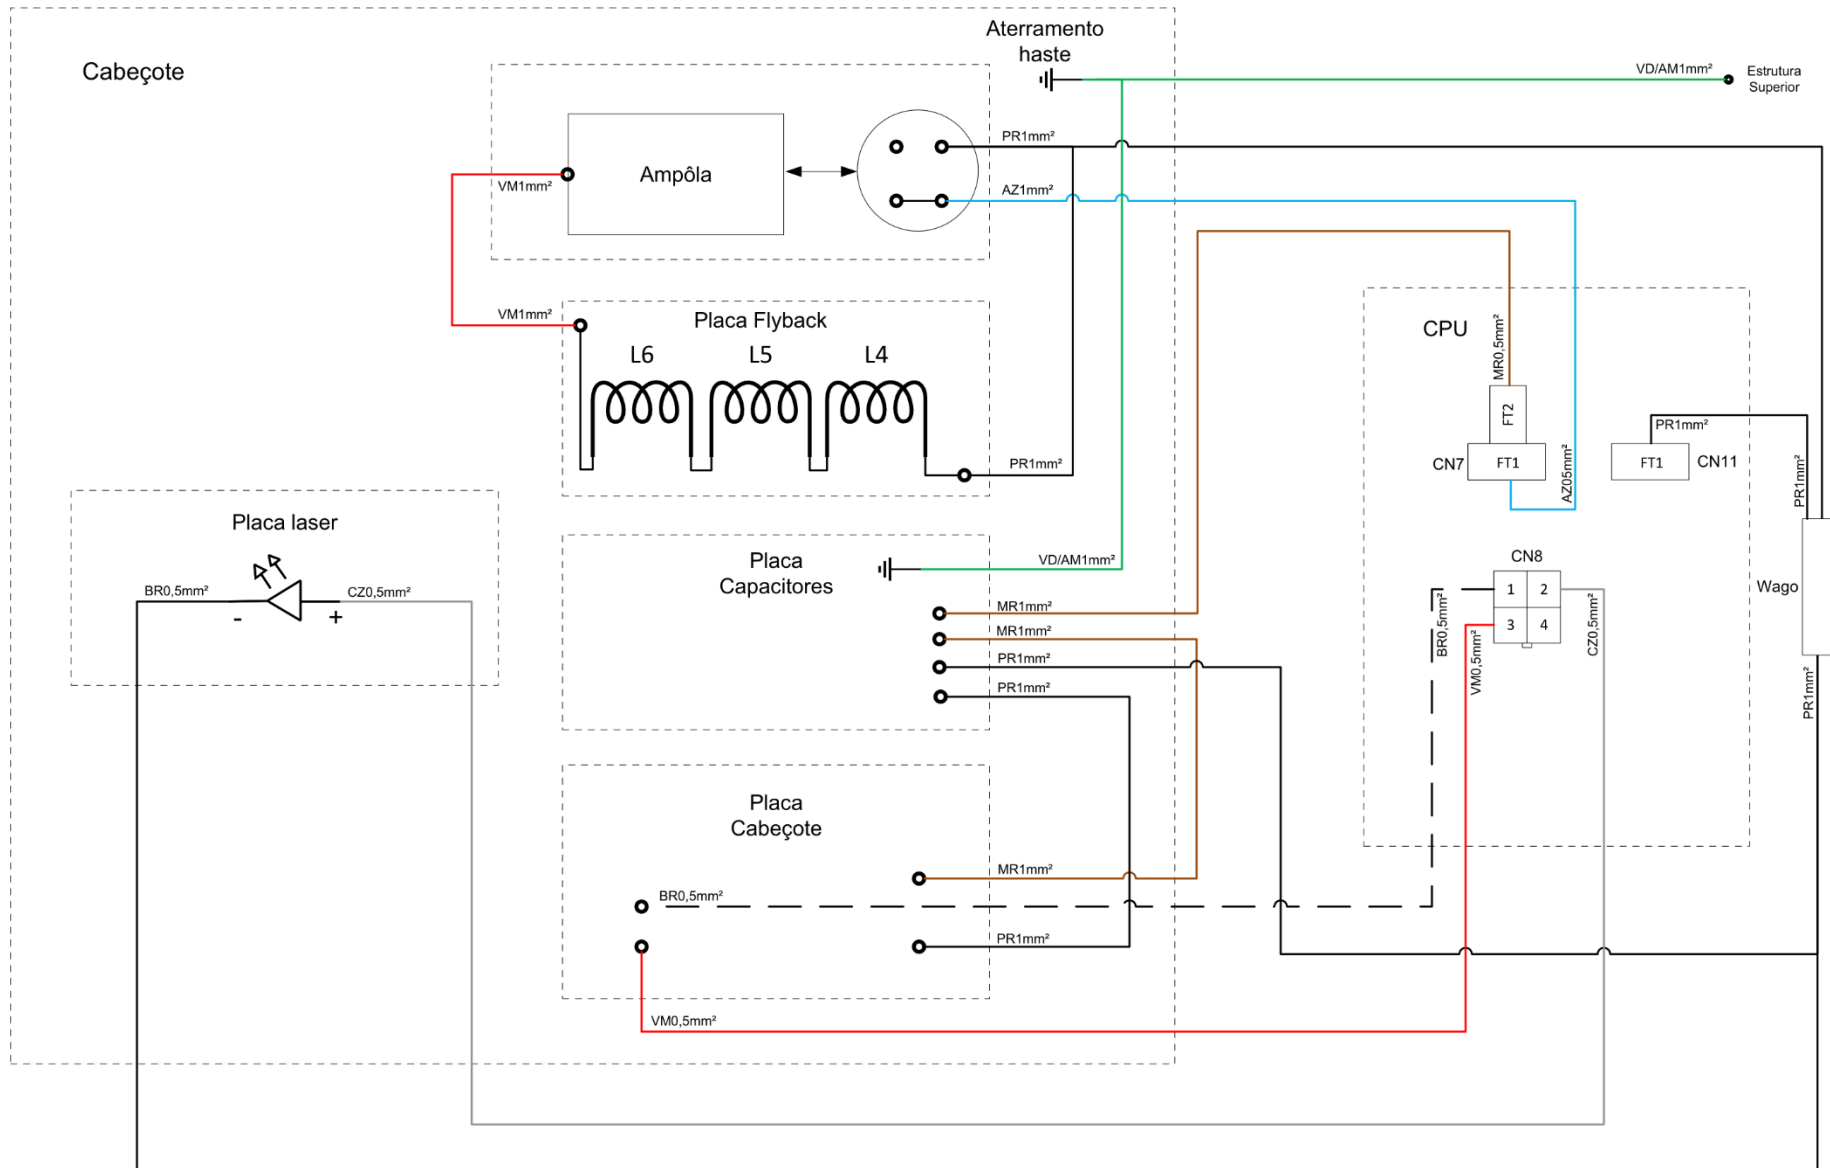 Cabeçote
Aterramento
haste
VD/AM1mm²
Estrutura
Superior
PR1mm²
Ampôla
VM1mm²
AZ1mm²
VM1mm²
Placa Flyback
L6
L5
L4
PR1mm²
CPU
MR0,5mm²
FT2
CN7
FT1
AZ05mm²
PR1mm²
FT1
CN11
PR1mm²
Placa laser
BR0,5mm²
CZ0,5mm²
-
+
Placa
Capacitores
VD/AM1mm²
MR1mm²
MR1mm²
PR1mm²
PR1mm²
CN8
1
2
3
4
BR0,5mm²
VM0,5mm²
CZ0,5mm²
Wago
PR1mm²
Placa
Cabeçote
MR1mm²
BR0,5mm²
PR1mm²
VM0,5mm²